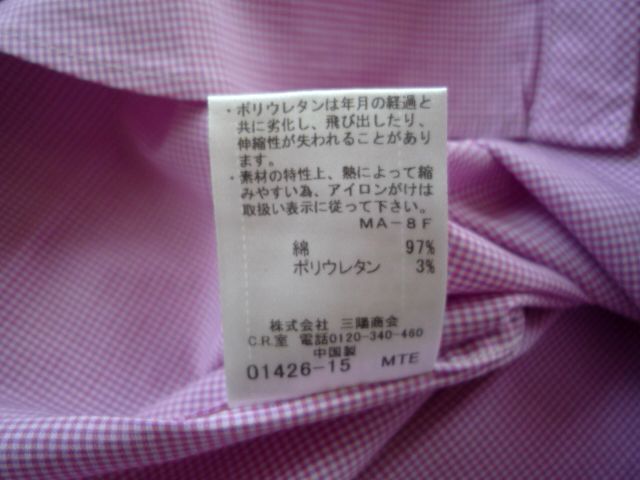 ・ポリウレタンは年月の経過と
共に劣化し、飛び出したり、
伸縮性が失われることがあり
ます。
・素材の特性上、熱によって縮
みやすい為、アイロンがけは
取扱い表示に従って下さい。
MA-8F
綿 97%
ポリウレタン 3%
株式会社 三陽商会
C.R.室 電話0120-340-460
中国製
01426-15 MTE